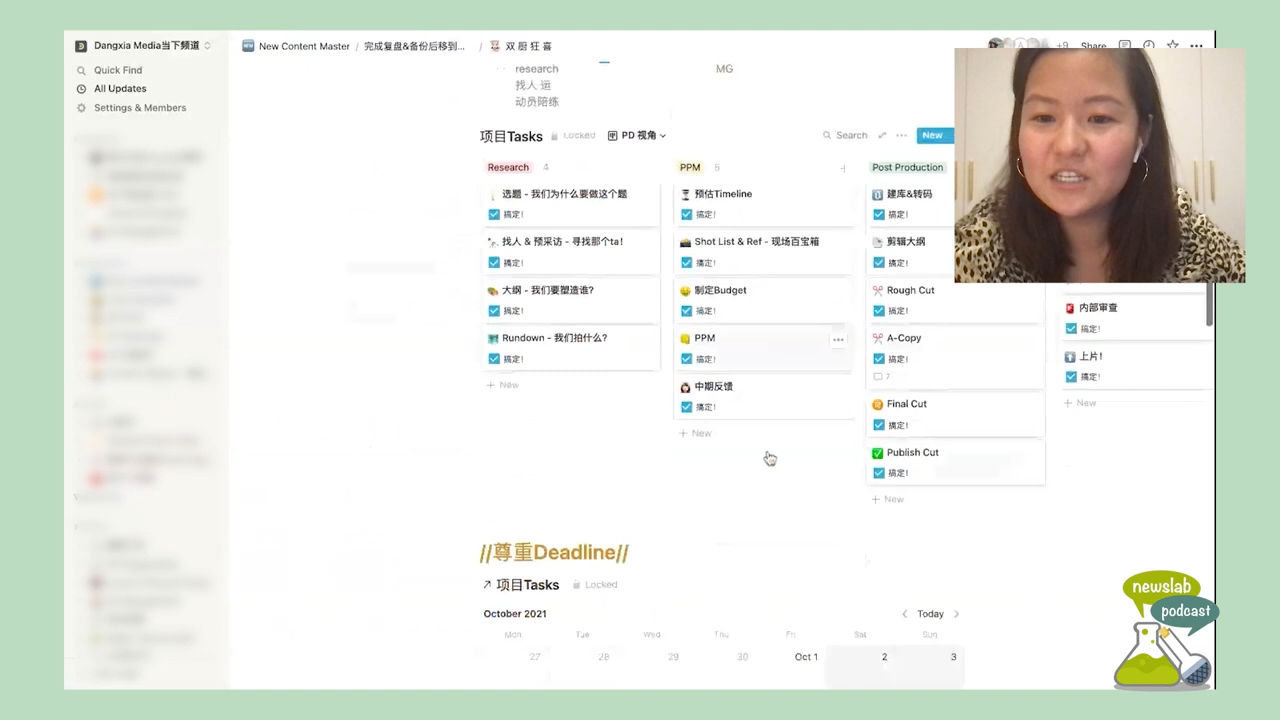 Dangxia Media当下频道
New Content Master / 完成复盘&备份后移到... / 双 厨 狂 喜
+9 Share
Quick Find
All Updates
Settings & Members
research
找人 运
动员陪练
MG
项目Tasks Locked PD 视角
Search New
Research 4
选题 - 我们为什么要做这个题
搞定!
找人 & 预采访 - 寻找那个ta!
搞定!
大纲 - 我们要塑造谁?
搞定!
Rundown - 我们拍什么?
搞定!
+ New
PPM 5
预估Timeline
搞定!
Shot List & Ref - 现场百宝箱
搞定!
制定Budget
搞定!
PPM
搞定!
中期反馈
搞定!
+ New
Post Production
建库&转码
搞定!
剪辑大纲
搞定!
Rough Cut
搞定!
A-Copy
搞定!
7
Final Cut
搞定!
Publish Cut
搞定!
+ New
内部审查
搞定!
上片!
搞定!
+ New
//尊重Deadline//
项目Tasks Locked
October 2021
Today
Mon Tue Wed Thu Fri Sat Sun
27 28 29 30 Oct 1 2 3
newslab
podcast